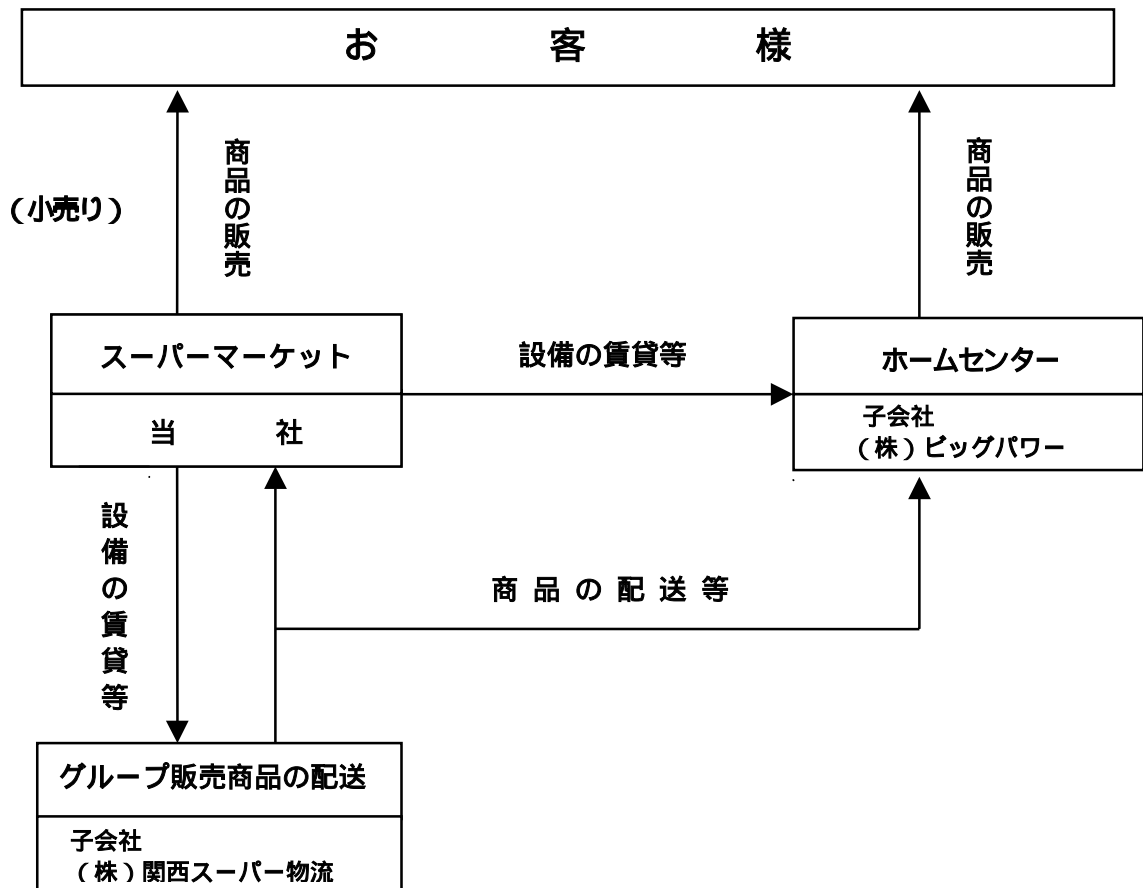 お客様
商品の販売
商品の販売
（小売り）
スーパーマーケット
当社
設備の賃貸等
ホームセンター
子会社
（株）ビッグパワー
設備の賃貸等
商品の配送等
グループ販売商品の配送
子会社
（株）関西スーパー物流